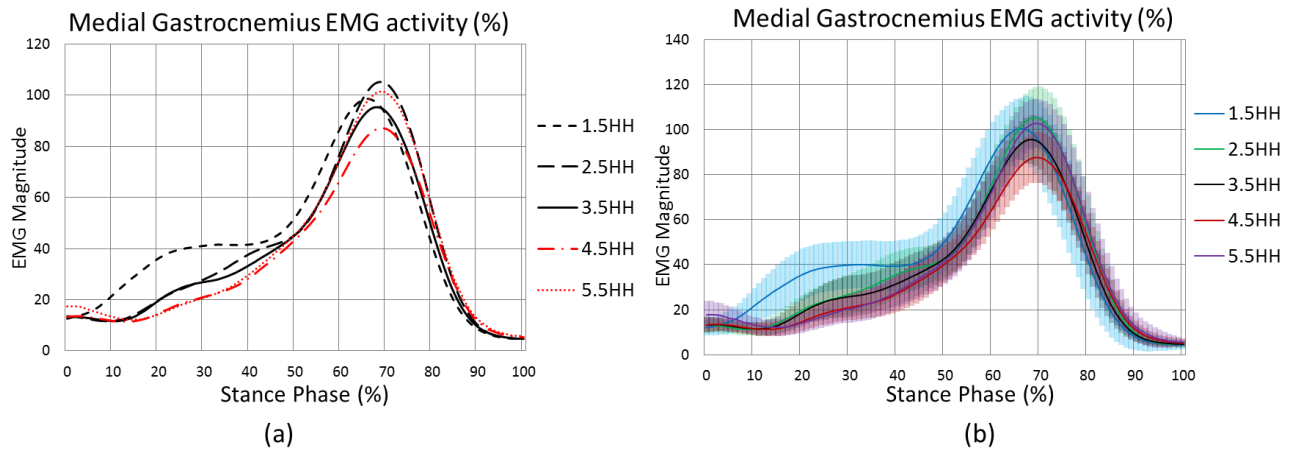 Medial Gastrocnemius EMG activity (%)
120
100
80
60
40
20
0
EMG Magnitude
0 10 20 30 40 50 60 70 80 90 100
Stance Phase (%)
1.5HH
2.5HH
3.5HH
4.5HH
5.5HH
(a)
Medial Gastrocnemius EMG activity (%)
140
120
100
80
60
40
20
0
EMG Magnitude
0 10 20 30 40 50 60 70 80 90 100
Stance Phase (%)
1.5HH
2.5HH
3.5HH
4.5HH
5.5HH
(b)